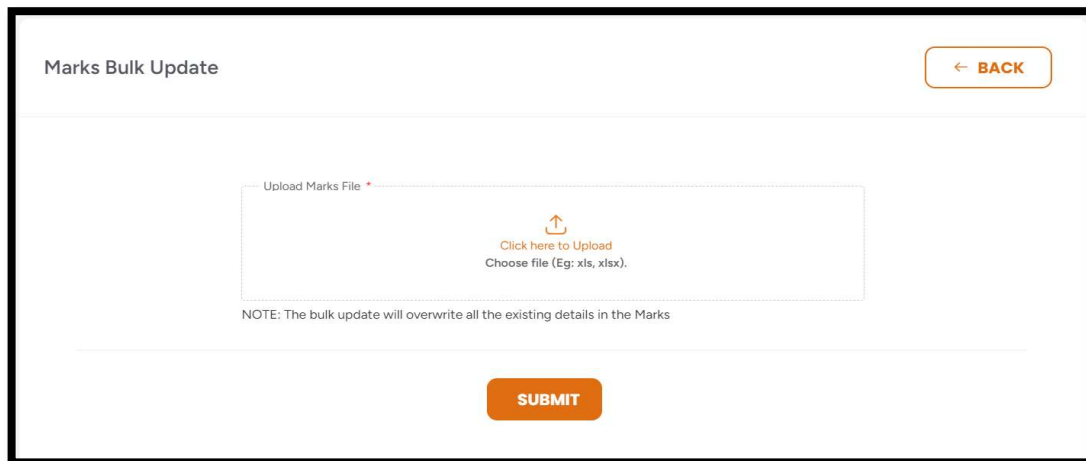 Marks Bulk Update
← BACK
Upload Marks File *
Click here to Upload
Choose file (Eg: xls, xlsx).
NOTE: The bulk update will overwrite all the existing details in the Marks
SUBMIT